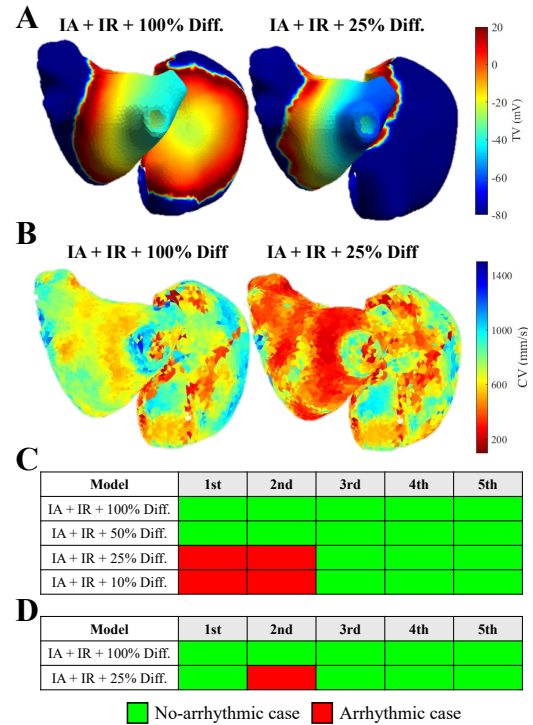 A
IA + IR + 100% Diff.
IA + IR + 25% Diff.
20
0
-20
-40
-60
-80
TV (mV)
B
IA + IR + 100% Diff
IA + IR + 25% Diff
1400
1000
600
200
CV (mm/s)
C
Model 1st 2nd 3rd 4th 5th
IA + IR + 100% Diff.
IA + IR + 50% Diff.
IA + IR + 25% Diff.
IA + IR + 10% Diff.
D
Model 1st 2nd 3rd 4th 5th
IA + IR + 100% Diff.
IA + IR + 25% Diff.
No-arrhythmic case Arrhythmic case